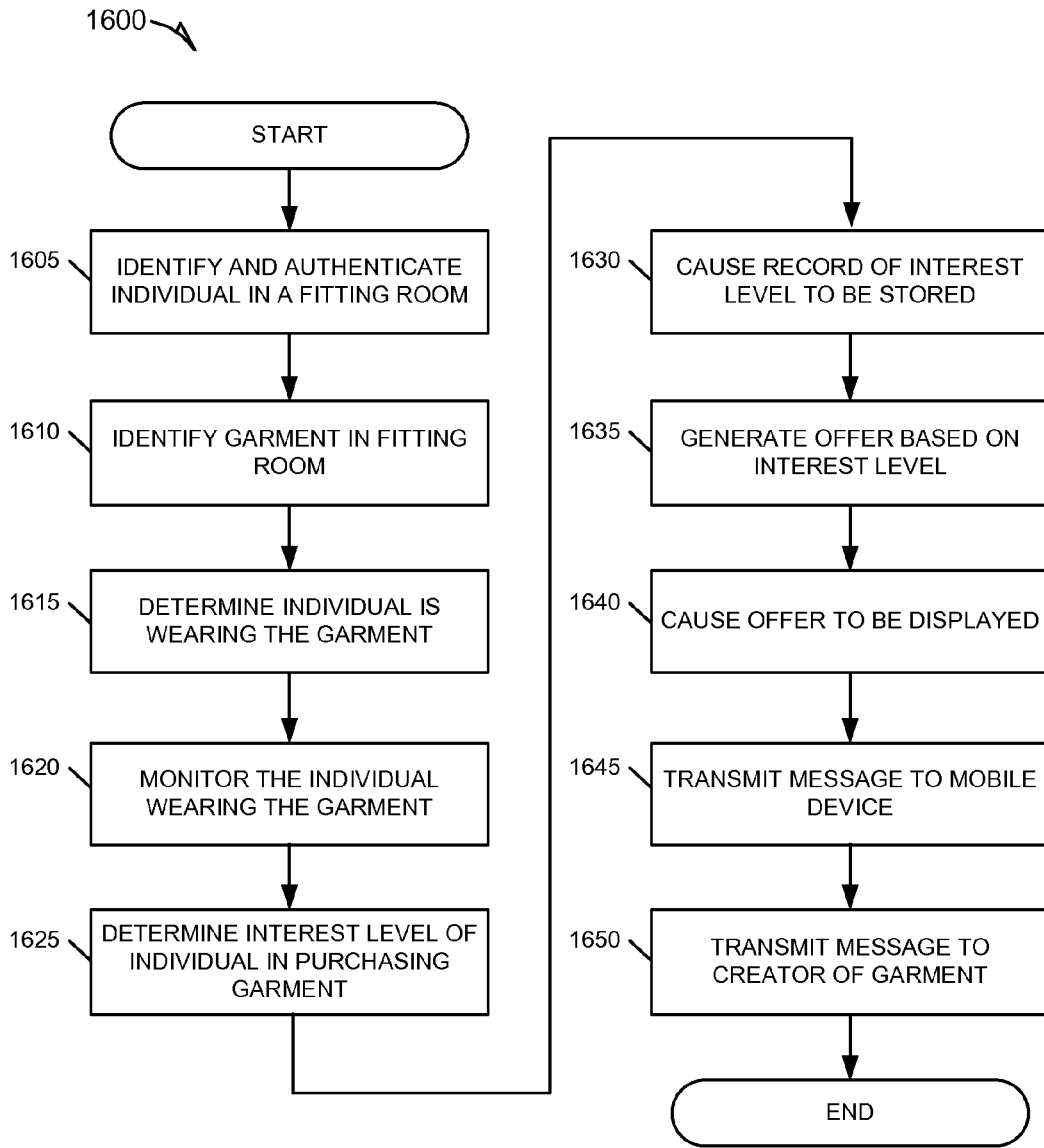 1600
START
1605
IDENTIFY AND AUTHENTICATE
INDIVIDUAL IN A FITTING ROOM
1610
IDENTIFY GARMENT IN FITTING
ROOM
1615
DETERMINE INDIVIDUAL IS
WEARING THE GARMENT
1620
MONITOR THE INDIVIDUAL
WEARING THE GARMENT
1625
DETERMINE INTEREST LEVEL OF
INDIVIDUAL IN PURCHASING
GARMENT
1630
CAUSE RECORD OF INTEREST
LEVEL TO BE STORED
1635
GENERATE OFFER BASED ON
INTEREST LEVEL
1640
CAUSE OFFER TO BE DISPLAYED
1645
TRANSMIT MESSAGE TO MOBILE
DEVICE
1650
TRANSMIT MESSAGE TO
CREATOR OF GARMENT
END